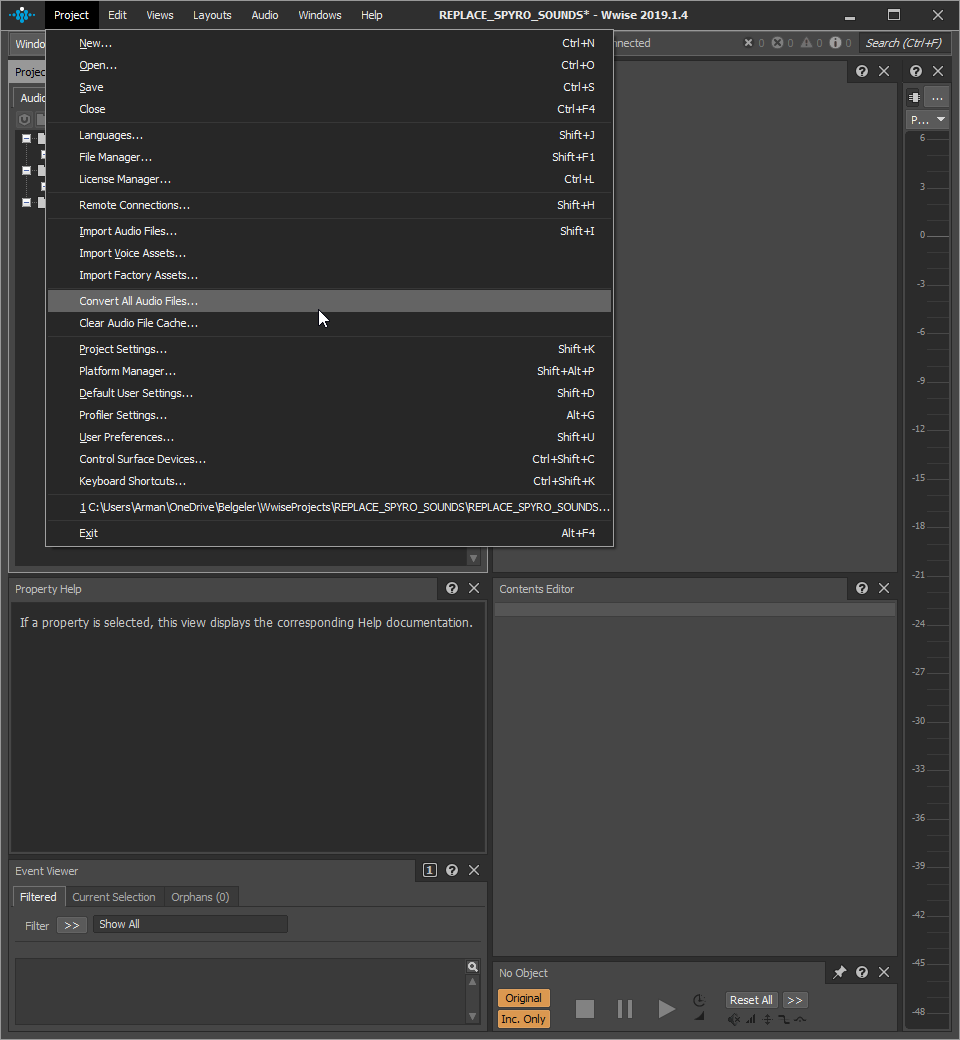 Project Edit Views Layouts Audio Windows Help REPLACE_SPYRO_SOUNDS* - Wwise 2019.1.4
New... Ctrl+N
Open... Ctrl+O
Save Ctrl+S
Close Ctrl+F4
Languages... Shift+J
File Manager... Shift+F1
License Manager... Ctrl+L
Remote Connections... Shift+H
Import Audio Files... Shift+I
Import Voice Assets...
Import Factory Assets...
Convert All Audio Files...
Clear Audio File Cache...
Project Settings... Shift+K
Platform Manager... Shift+Alt+P
Default User Settings... Shift+D
Profiler Settings... Alt+G
User Preferences... Shift+U
Control Surface Devices... Ctrl+Shift+C
Keyboard Shortcuts... Ctrl+Shift+K
1 C:\Users\Arman\OneDrive\Belgeler\WwiseProjects\REPLACE_SPYRO_SOUNDS\REPLACE_SPYRO_SOUNDS...
Exit Alt+F4
Windo
Projec
Audio
nnected 0 0 0 0 Search (Ctrl+F)
...
P...
6
3
0
-3
-6
-9
-12
-15
-18
-21
-24
-27
-30
-33
-36
-39
-42
-45
-48
Property Help
If a property is selected, this view displays the corresponding Help documentation.
Contents Editor
Event Viewer 1
Filtered Current Selection Orphans (0)
Filter >> Show All
No Object
Original
Inc. Only
Reset All >>